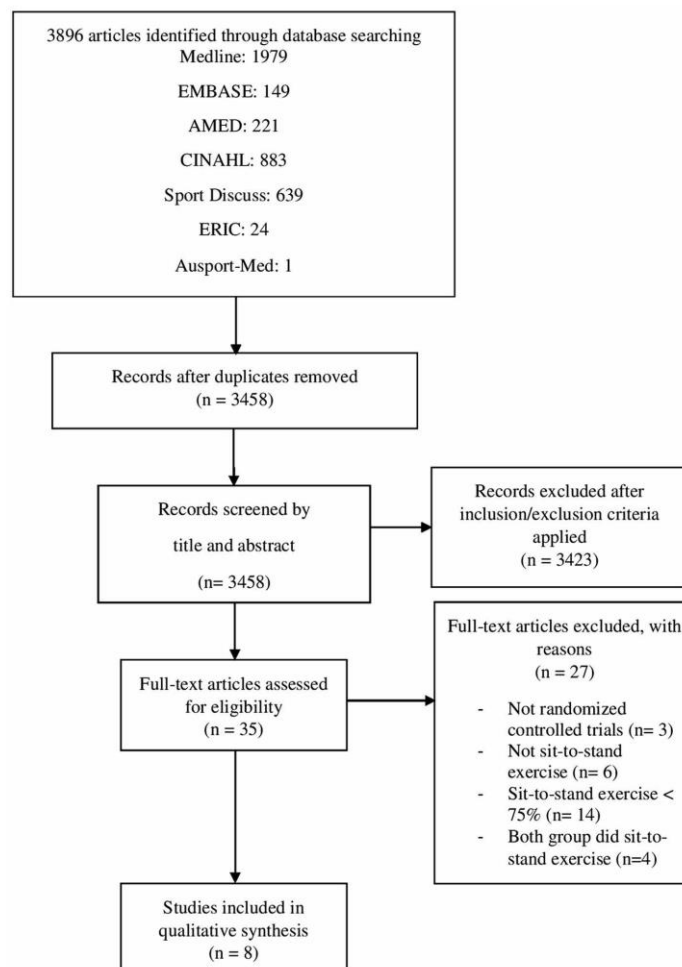 3896 articles identified through database searching
Medline: 1979
EMBASE: 149
AMED: 221
CINAHL: 883
Sport Discuss: 639
ERIC: 24
Ausport-Med: 1
Records after duplicates removed
(n = 3458)
Records screened by
title and abstract
(n= 3458)
Records excluded after
inclusion/exclusion criteria
applied
(n = 3423)
Full-text articles assessed
for eligibility
(n = 35)
Full-text articles excluded, with
reasons
(n = 27)
- Not randomized
controlled trials (n= 3)
- Not sit-to-stand
exercise (n= 6)
- Sit-to-stand exercise <
75% (n= 14)
- Both group did sit-to-
stand exercise (n=4)
Studies included in
qualitative synthesis
(n = 8)